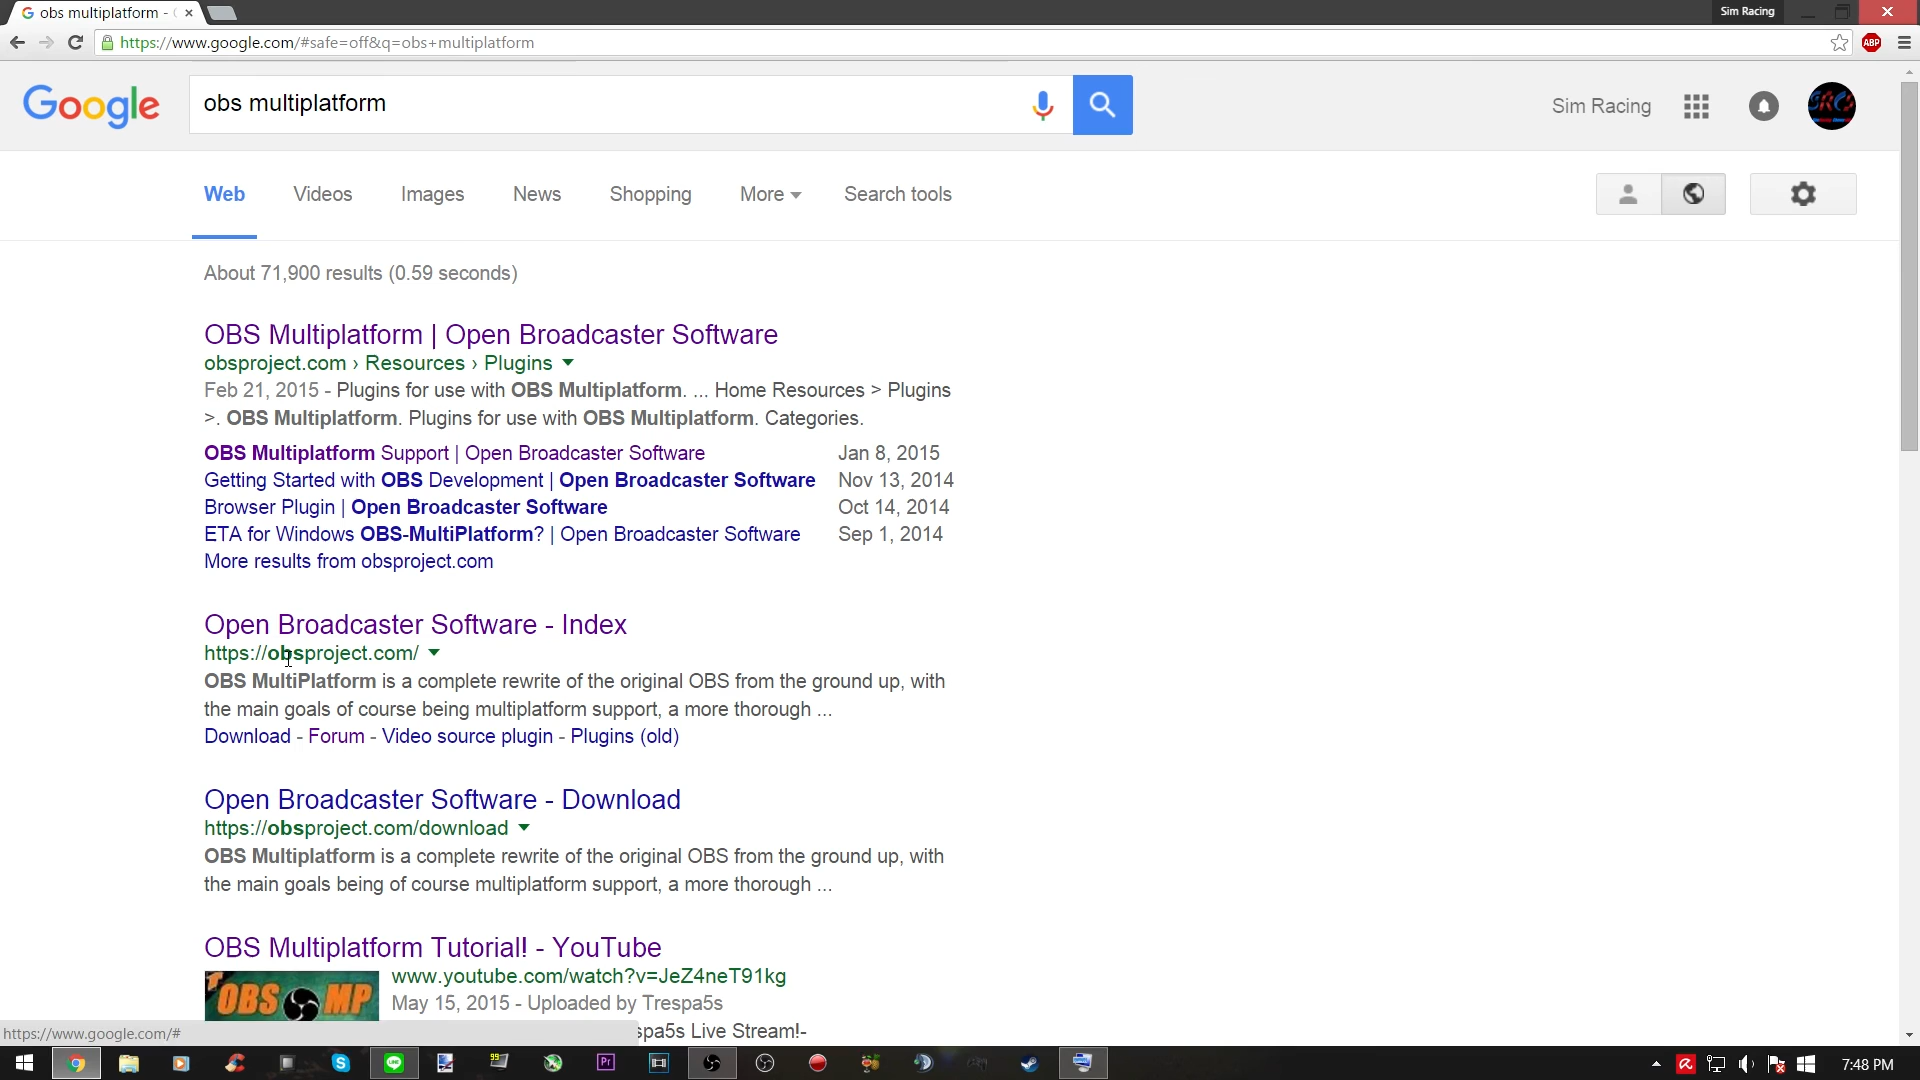 obs multiplatform -
Sim Racing
https://www.google.com/#safe=off&q=obs+multiplatform
ABP
Google
obs multiplatform
Sim Racing
Web Videos Images News Shopping More Search tools
About 71,900 results (0.59 seconds)
OBS Multiplatform | Open Broadcaster Software
obsproject.com › Resources › Plugins
Feb 21, 2015 - Plugins for use with OBS Multiplatform. ... Home Resources > Plugins
>. OBS Multiplatform. Plugins for use with OBS Multiplatform. Categories.
OBS Multiplatform Support | Open Broadcaster Software Jan 8, 2015
Getting Started with OBS Development | Open Broadcaster Software Nov 13, 2014
Browser Plugin | Open Broadcaster Software Oct 14, 2014
ETA for Windows OBS-MultiPlatform? | Open Broadcaster Software Sep 1, 2014
More results from obsproject.com
Open Broadcaster Software - Index
https://obsproject.com/
OBS MultiPlatform is a complete rewrite of the original OBS from the ground up, with
the main goals of course being multiplatform support, a more thorough ...
Download - Forum - Video source plugin - Plugins (old)
Open Broadcaster Software - Download
https://obsproject.com/download
OBS Multiplatform is a complete rewrite of the original OBS from the ground up, with
the main goals being of course multiplatform support, a more thorough ...
OBS Multiplatform Tutorial! - YouTube
www.youtube.com/watch?v=JeZ4neT91kg
OBS MP
May 15, 2015 - Uploaded by Trespa5s
spa5s Live Stream!-
https://www.google.com/#
LINE
99
Pr
7:48 PM